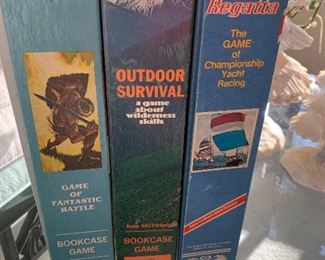 GAME OF
FANTASTIC
BATTLE
BOOKCASE
GAME
OUTDOOR
SURVIVAL
a game
about
wilderness
skills
BOOKCASE
GAME
Regatta
The
GAME
of
Championship
Yacht
Racing